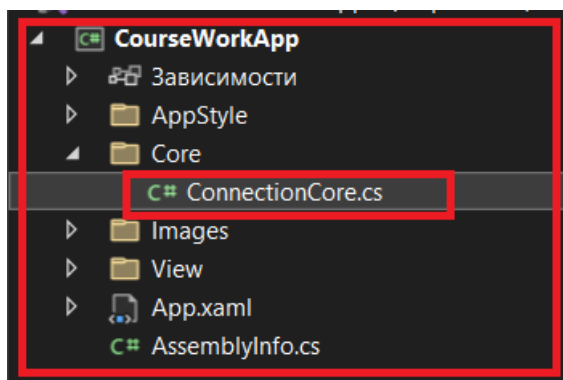 C# CourseWorkApp
Зависимости
AppStyle
Core
C# ConnectionCore.cs
Images
View
App.xaml
C# AssemblyInfo.cs